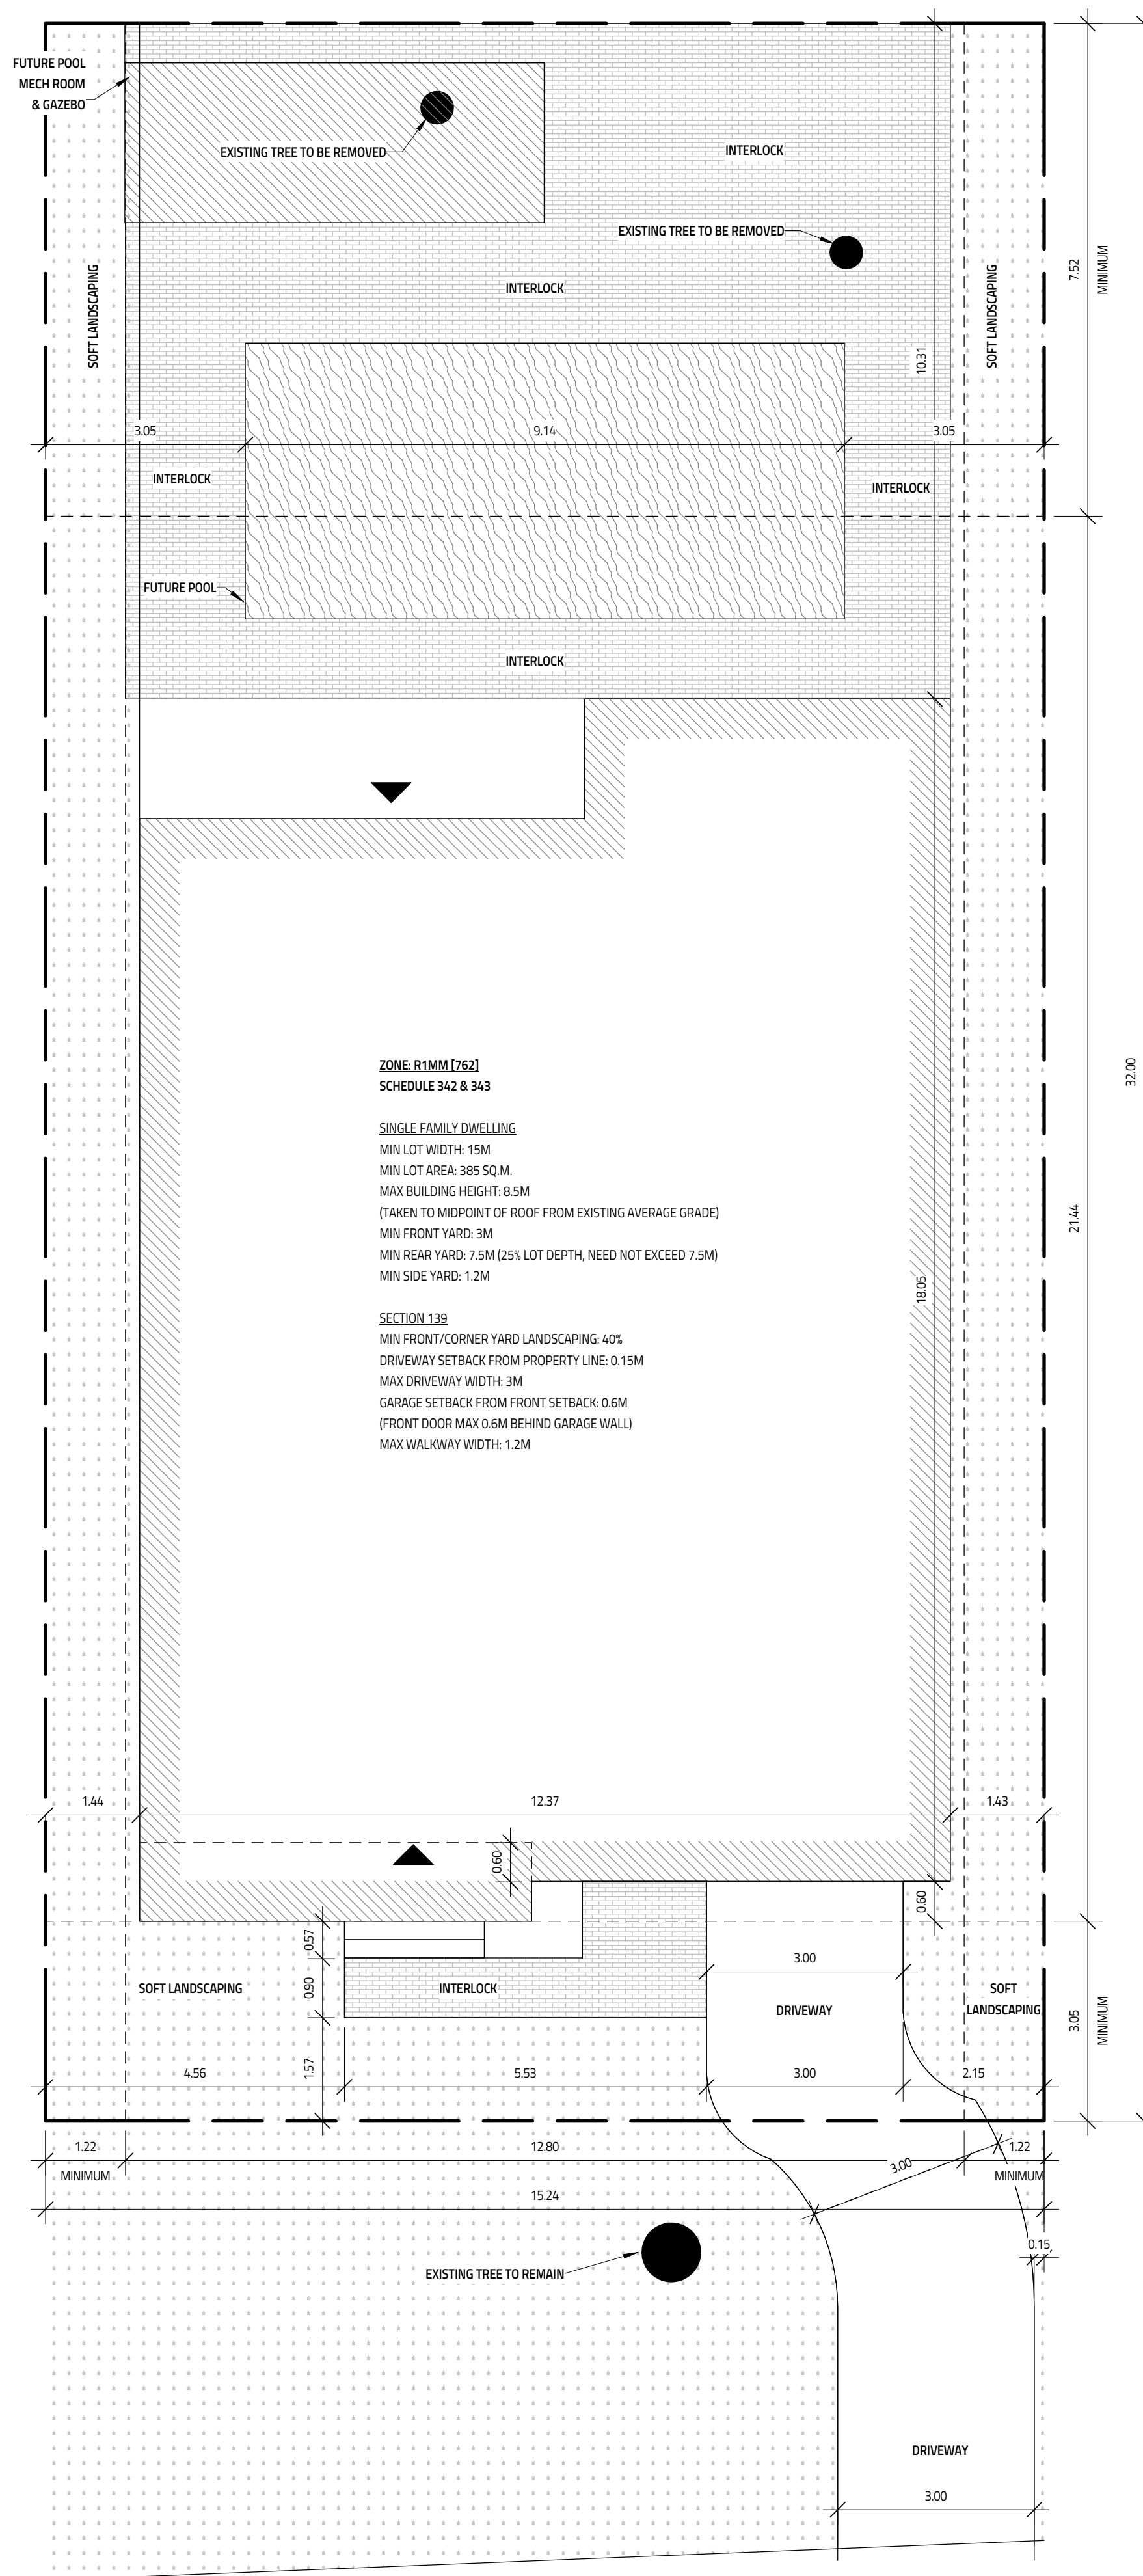 FUTURE POOL
MECH ROOM
& GAZEBO
EXISTING TREE TO BE REMOVED
INTERLOCK
EXISTING TREE TO BE REMOVED
INTERLOCK
SOFT LANDSCAPING
SOFT LANDSCAPING
7.52
MINIMUM
10.31
3.05
9.14
3.05
INTERLOCK
INTERLOCK
FUTURE POOL
INTERLOCK
ZONE: R1MM [762]
SCHEDULE 342 & 343
SINGLE FAMILY DWELLING
MIN LOT WIDTH: 15M
MIN LOT AREA: 385 SQ.M.
MAX BUILDING HEIGHT: 8.5M
(TAKEN TO MIDPOINT OF ROOF FROM EXISTING AVERAGE GRADE)
MIN FRONT YARD: 3M
MIN REAR YARD: 7.5M (25% LOT DEPTH, NEED NOT EXCEED 7.5M)
MIN SIDE YARD: 1.2M
SECTION 139
MIN FRONT/CORNER YARD LANDSCAPING: 40%
DRIVEWAY SETBACK FROM PROPERTY LINE: 0.15M
MAX DRIVEWAY WIDTH: 3M
GARAGE SETBACK FROM FRONT SETBACK: 0.6M
(FRONT DOOR MAX 0.6M BEHIND GARAGE WALL)
MAX WALKWAY WIDTH: 1.2M
32.00
21.44
18.05
1.44
12.37
1.43
0.60
0.60
0.57
0.90
1.57
3.00
SOFT LANDSCAPING
INTERLOCK
DRIVEWAY
SOFT
LANDSCAPING
3.05
MINIMUM
4.56
5.53
3.00
2.15
1.22
MINIMUM
12.80
3.00
1.22
MINIMUM
15.24
0.15
EXISTING TREE TO REMAIN
DRIVEWAY
3.00